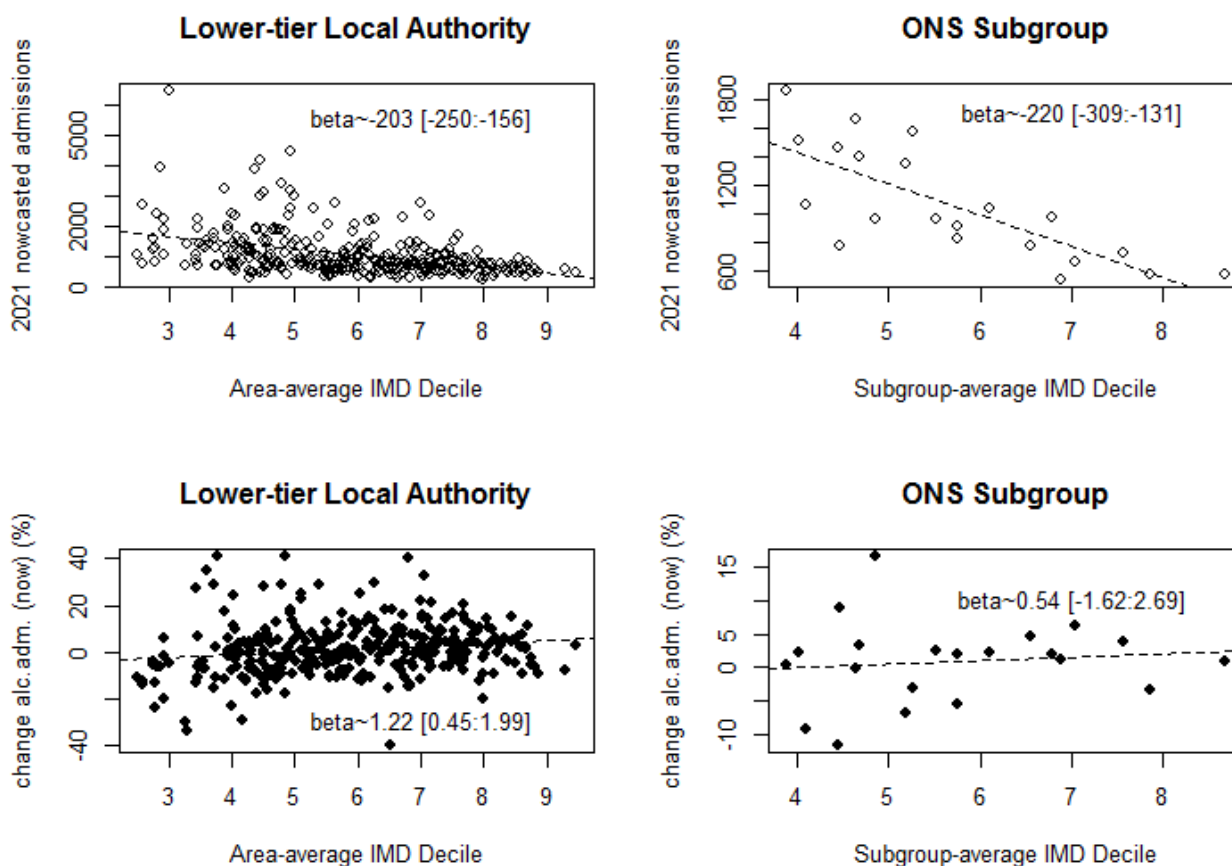 Lower-tier Local Authority
2021 nowcasted admissions
5000
2000
0
beta~-203 [-250:-156]
3 4 5 6 7 8 9
Area-average IMD Decile
ONS Subgroup
2021 nowcasted admissions
1800
1200
600
beta~-220 [-309:-131]
4 5 6 7 8
Subgroup-average IMD Decile
Lower-tier Local Authority
change alc.adm. (now) (%)
40
20
0
-40
beta~1.22 [0.45:1.99]
3 4 5 6 7 8 9
Area-average IMD Decile
ONS Subgroup
change alc.adm. (now) (%)
15
5
0
-10
beta~0.54 [-1.62:2.69]
4 5 6 7 8
Subgroup-average IMD Decile